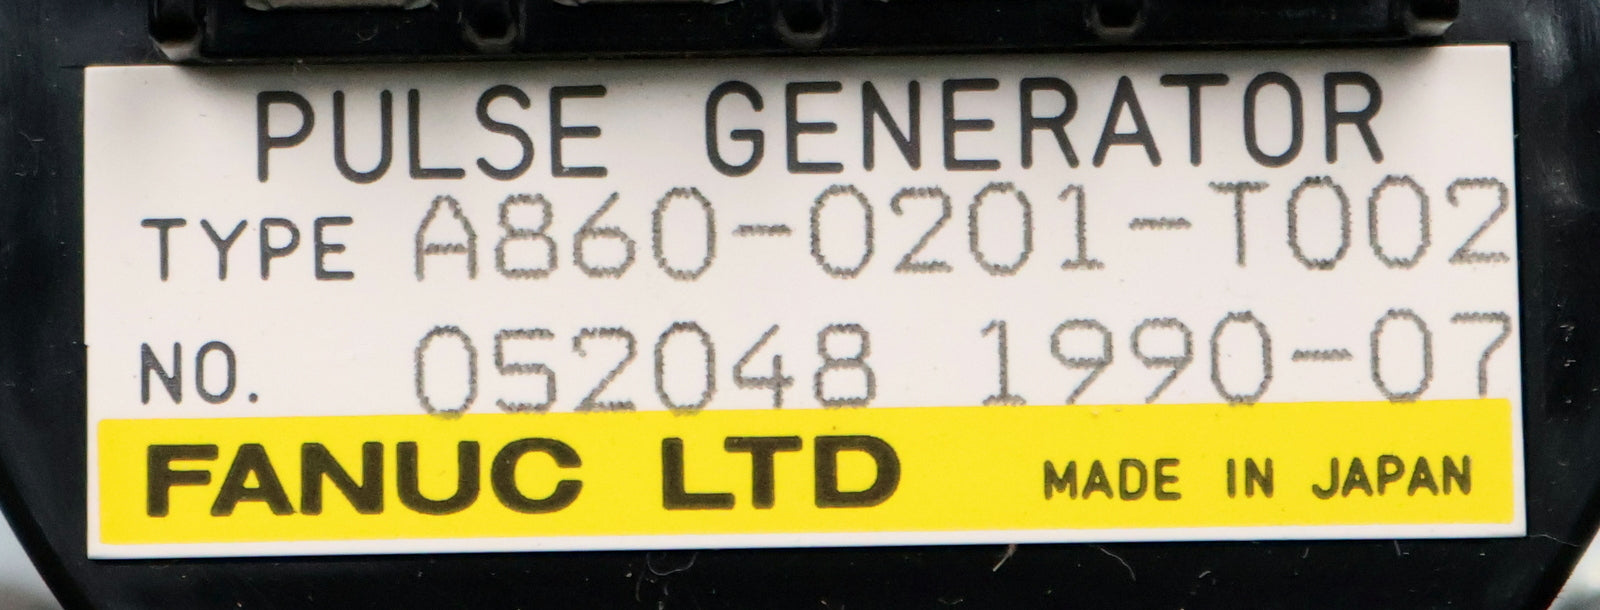 PULSE GENERATOR
TYPE A860-0201-T002
NO. 052048 1990-07
FANUC LTD MADE IN JAPAN